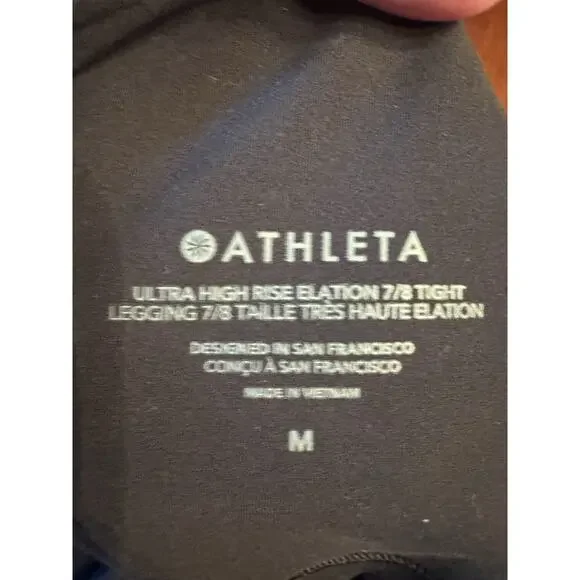 ATHLETA
ULTRA HIGH RISE ELATION 7/8 TIGHT
LEGGING 7/8 TAILLE TRÈS HAUTE ELATION
DESIGNED IN SAN FRANCISCO
CONÇU À SAN FRANCISCO
MADE IN VIETNAM
M